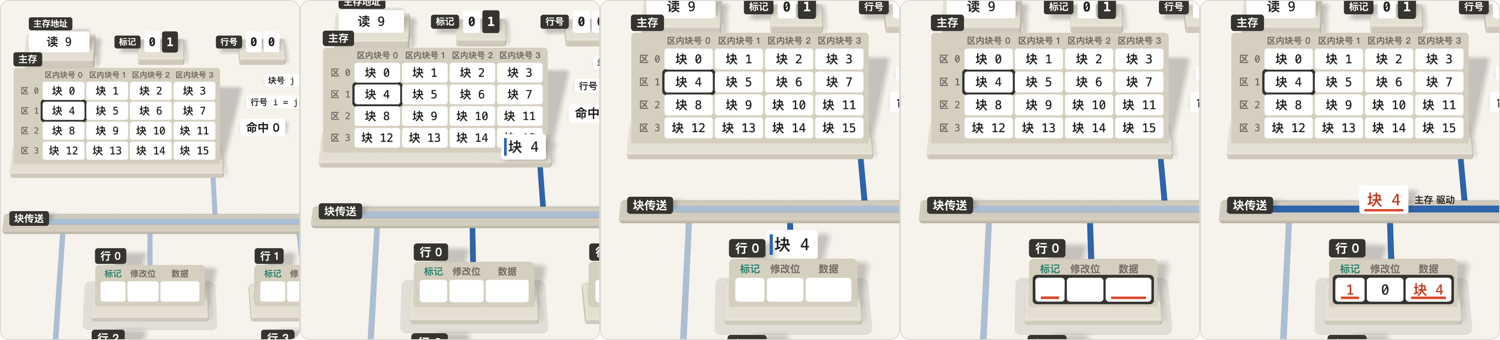 主存地址
读 9
标记 0 1
行号 0 0
主存
区内块号 0 区内块号 1 区内块号 2 区内块号 3
区 0 块 0 块 1 块 2 块 3
区 1 块 4 块 5 块 6 块 7
区 2 块 8 块 9 块 10 块 11
区 3 块 12 块 13 块 14 块 15
块号 j
行号 i = j
命中 0
块传送
行 0
标记 修改位 数据
行 1
标记
行 2
行 3
主存地址
读 9
标记 0 1
行号 0
主存
区内块号 0 区内块号 1 区内块号 2 区内块号 3
区 0 块 0 块 1 块 2 块 3
区 1 块 4 块 5 块 6 块 7
区 2 块 8 块 9 块 10 块 11
区 3 块 12 块 13 块 14
块 4
行号
命中
块传送
行 0
标记 修改位 数据
读 9
标记 0 1
行号
主存
区内块号 0 区内块号 1 区内块号 2 区内块号 3
区 0 块 0 块 1 块 2 块 3
区 1 块 4 块 5 块 6 块 7
区 2 块 8 块 9 块 10 块 11
区 3 块 12 块 13 块 14 块 15
块传送
行 0
块 4
标记 修改位 数据
读 9
标记 0 1
行号
主存
区内块号 0 区内块号 1 区内块号 2 区内块号 3
区 0 块 0 块 1 块 2 块 3
区 1 块 4 块 5 块 6 块 7
区 2 块 8 块 9 块 10 块 11
区 3 块 12 块 13 块 14 块 15
块传送
行 0
标记 修改位 数据
读 9
标记 0 1
行号
主存
区内块号 0 区内块号 1 区内块号 2 区内块号 3
区 0 块 0 块 1 块 2 块 3
区 1 块 4 块 5 块 6 块 7
区 2 块 8 块 9 块 10 块 11
区 3 块 12 块 13 块 14 块 15
块传送
块 4
主存 驱动
行 0
标记 修改位 数据
1 0 块 4